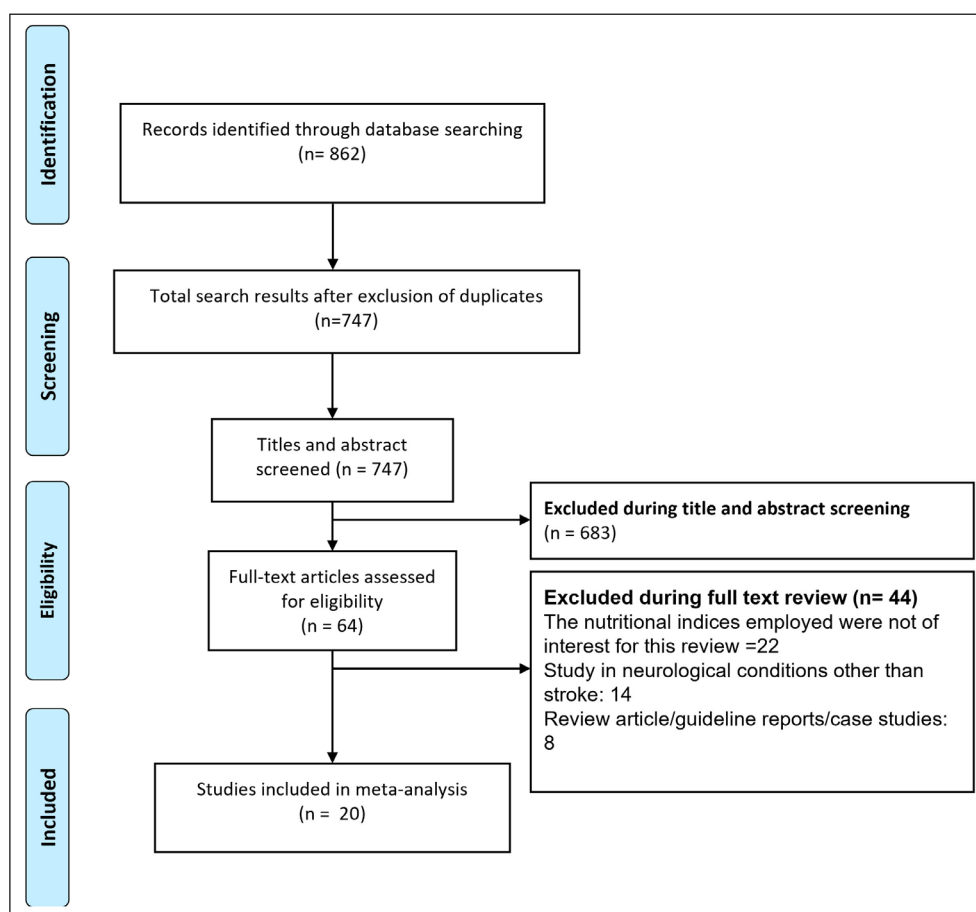 Identification
Records identified through database searching
(n= 862)
Screening
Total search results after exclusion of duplicates
(n=747)
Titles and abstract
screened (n = 747)
Eligibility
Excluded during title and abstract screening
(n = 683)
Full-text articles assessed
for eligibility
(n = 64)
Excluded during full text review (n= 44)
The nutritional indices employed were not of
interest for this review =22
Study in neurological conditions other than
stroke: 14
Review article/guideline reports/case studies:
8
Included
Studies included in meta-analysis
(n = 20)